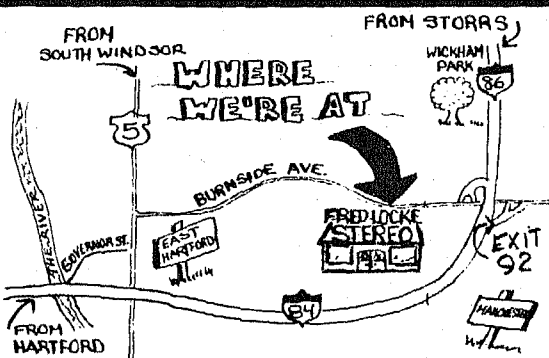 FROM STORRS
FROM
SOUTH WINDSOR
WICKHAM
PARK
86
WHERE
WE'RE AT
5
BURNSIDE AVE.
FRED LOCKE
STEREO
THE RIVER
GOVERNOR ST.
EAST
HARTFORD
EXIT
92
84
MANCHESTER
FROM
HARTFORD